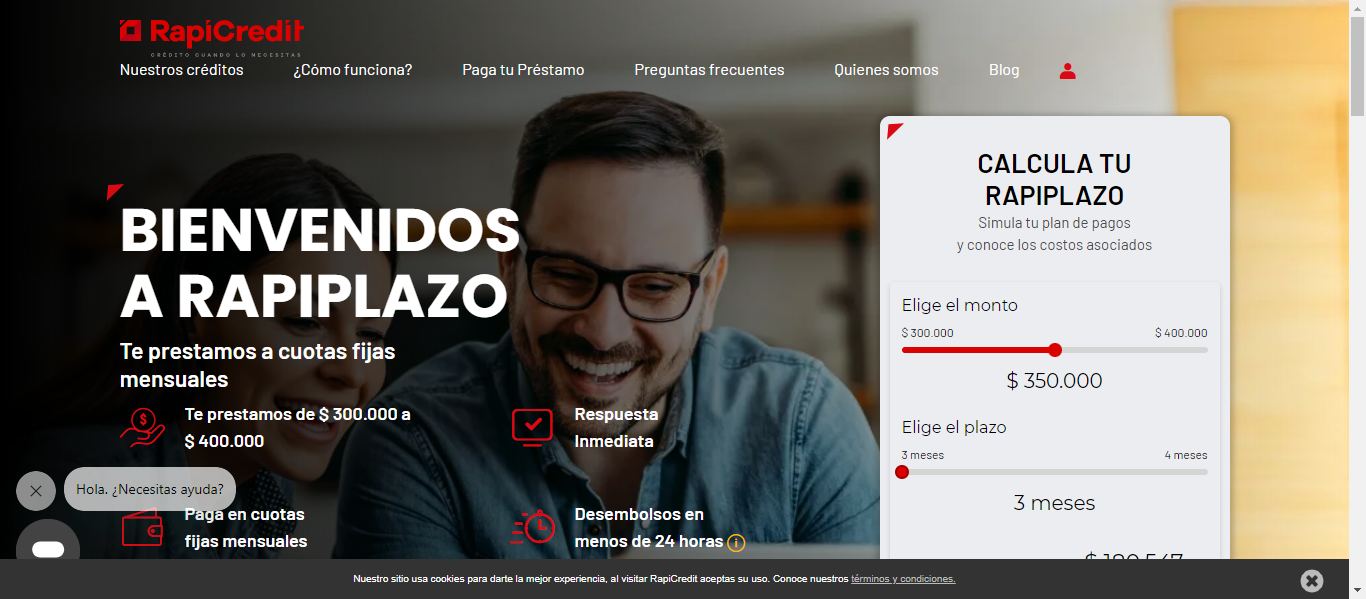 RapiCredit
CRÉDITO CUANDO LO NECESITAS
Nuestros créditos
¿Cómo funciona?
Paga tu Préstamo
Preguntas frecuentes
Quienes somos
Blog
BIENVENIDOS
A RAPIPLAZO
Te prestamos a cuotas fijas
mensuales
Te prestamos de $ 300.000 a
$ 400.000
Respuesta
Inmediata
Paga en cuotas
fijas mensuales
Desembolsos en
menos de 24 horas
CALCULA TU
RAPIPLAZO
Simula tu plan de pagos
y conoce los costos asociados
Elige el monto
$ 300.000
$ 400.000
$ 350.000
Elige el plazo
3 meses
4 meses
3 meses
Hola. ¿Necesitas ayuda?
Nuestro sitio usa cookies para darte la mejor experiencia, al visitar RapiCredit aceptas su uso. Conoce nuestros términos y condiciones.